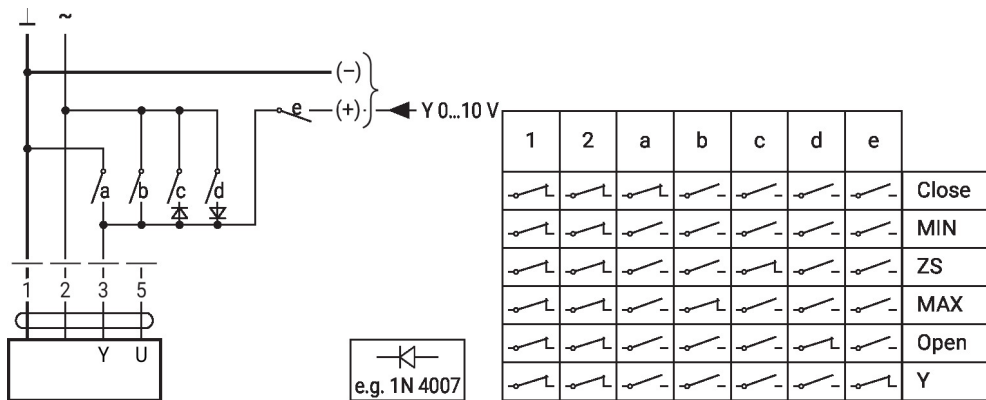 ⊥ ~
(–)
e (+) Y 0...10 V
a b c d
1 2 3 5
Y U
e.g. 1N 4007
1 2 a b c d e
Close
MIN
ZS
MAX
Open
Y